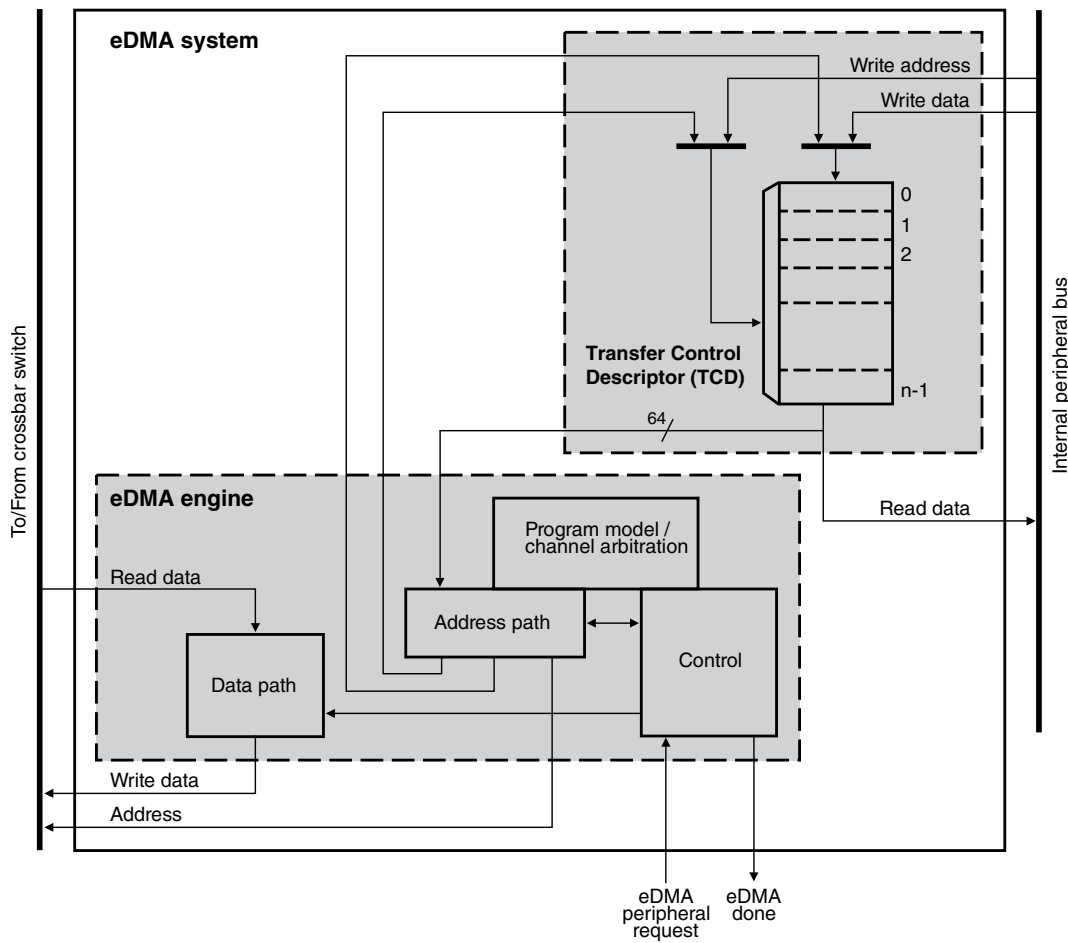 eDMA system
Write address
Write data
0
1
2
n-1
Transfer Control
Descriptor (TCD)
64
To/From crossbar switch
Internal peripheral bus
eDMA engine
Read data
Program model /
channel arbitration
Read data
Address path
Control
Data path
Write data
Address
eDMA
peripheral
request
eDMA
done